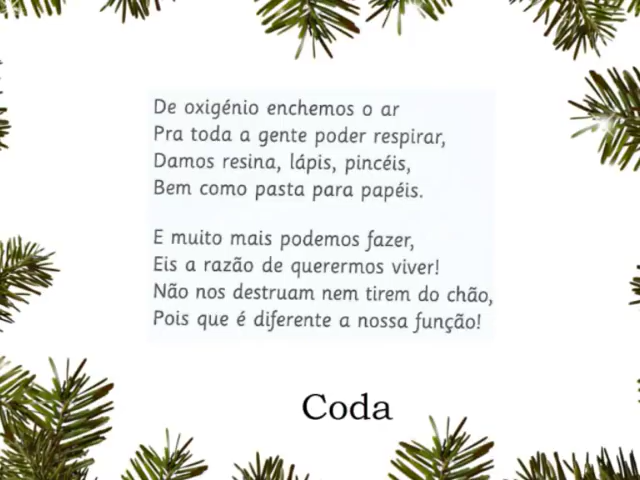 De oxigénio enchemos o ar
Pra toda a gente poder respirar,
Damos resina, lápis, pincéis,
Bem como pasta para papéis.
E muito mais podemos fazer,
Eis a razão de querermos viver!
Não nos destruam nem tirem do chão,
Pois que é diferente a nossa função!
Coda